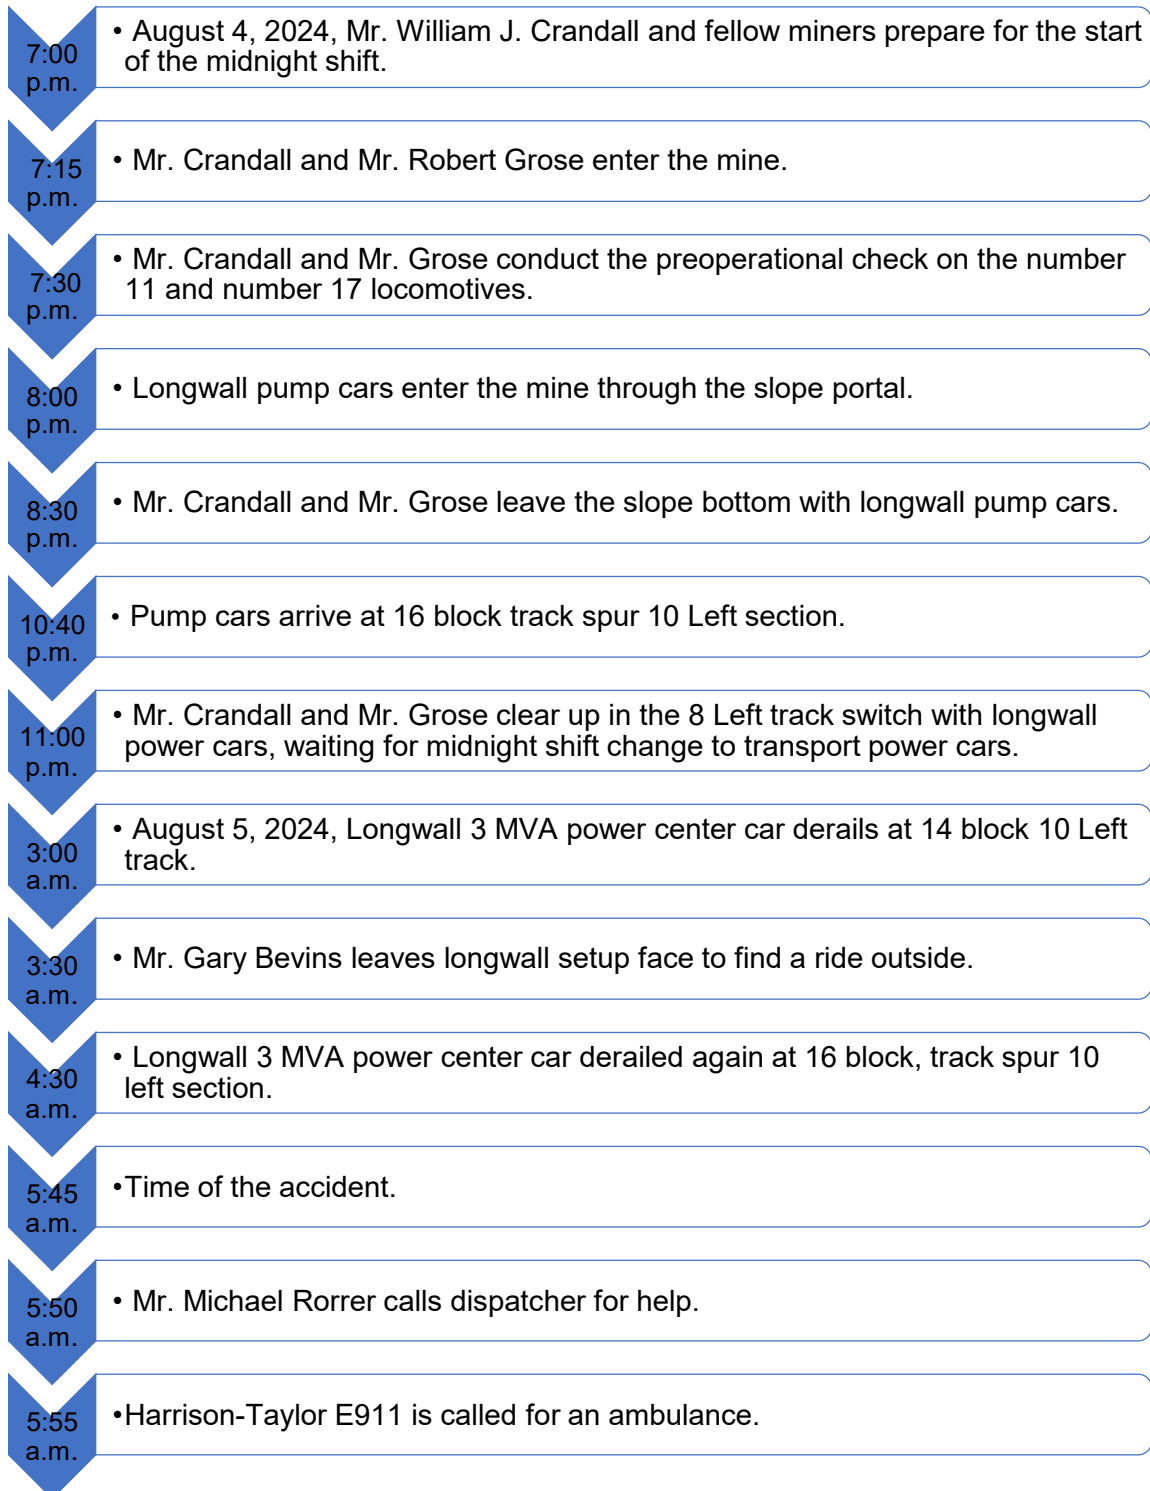 7:00
p.m.
• August 4, 2024, Mr. William J. Crandall and fellow miners prepare for the start
of the midnight shift.
7:15
p.m.
• Mr. Crandall and Mr. Robert Grose enter the mine.
7:30
p.m.
• Mr. Crandall and Mr. Grose conduct the preoperational check on the number
11 and number 17 locomotives.
8:00
p.m.
• Longwall pump cars enter the mine through the slope portal.
8:30
p.m.
• Mr. Crandall and Mr. Grose leave the slope bottom with longwall pump cars.
10:40
p.m.
• Pump cars arrive at 16 block track spur 10 Left section.
11:00
p.m.
• Mr. Crandall and Mr. Grose clear up in the 8 Left track switch with longwall
power cars, waiting for midnight shift change to transport power cars.
3:00
a.m.
• August 5, 2024, Longwall 3 MVA power center car derails at 14 block 10 Left
track.
3:30
a.m.
• Mr. Gary Bevins leaves longwall setup face to find a ride outside.
4:30
a.m.
• Longwall 3 MVA power center car derailed again at 16 block, track spur 10
left section.
5:45
a.m.
•Time of the accident.
5:50
a.m.
• Mr. Michael Rorrer calls dispatcher for help.
5:55
a.m.
•Harrison-Taylor E911 is called for an ambulance.